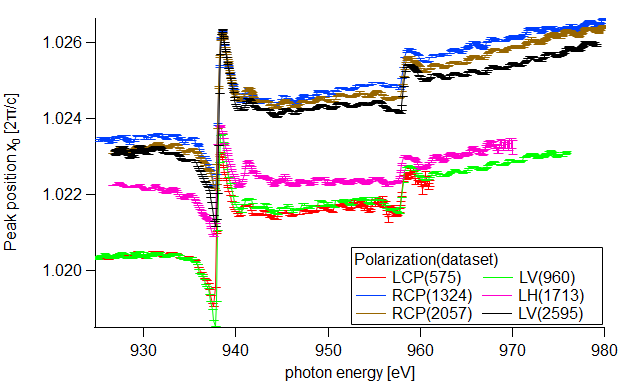 1.026
1.024
1.022
1.020
Peak position x₀ [2π/c]
Polarization(dataset)
LCP(575) LV(960)
RCP(1324) LH(1713)
RCP(2057) LV(2595)
930 940 950 960 970 980
photon energy [eV]